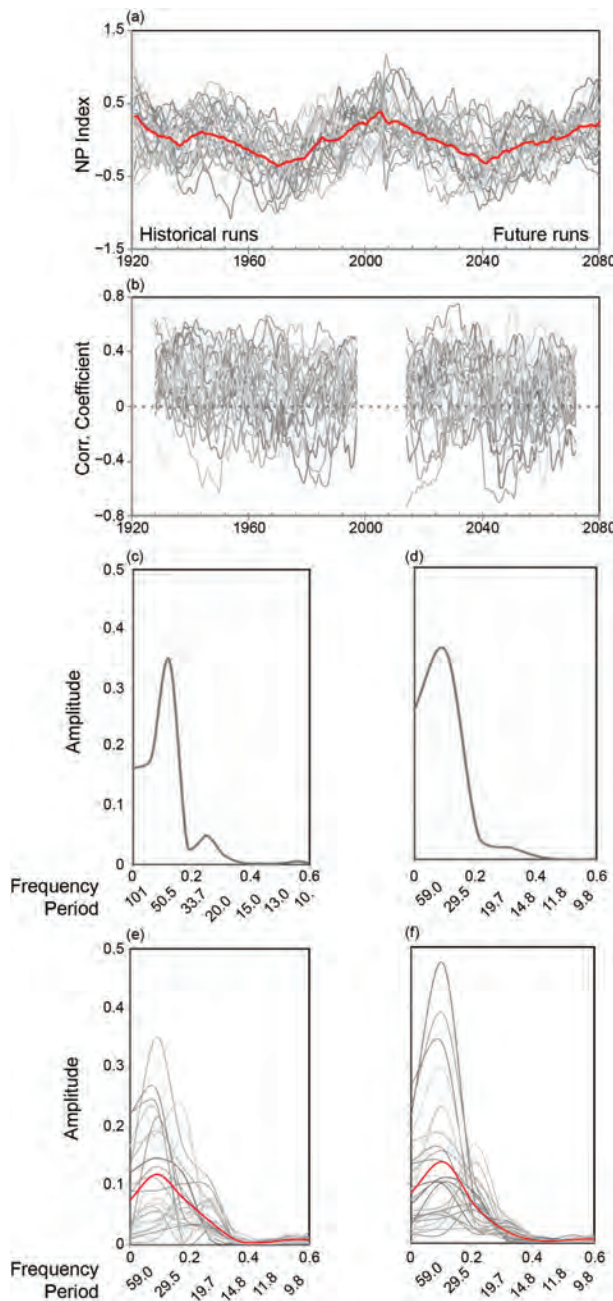 (a)
1.5
0.5
−0.5
−1.5
NP Index
Historical runs Future runs
1920 1960 2000 2040 2080
(b)
0.8
0.4
0
−0.4
−0.8
Corr. Coefficient
1920 1960 2000 2040 2080
(c) (d)
0.5
0.4
0.3
0.2
0.1
0
Amplitude
0 0.2 0.4 0.6 0 0.2 0.4 0.6
Frequency
Period
101 50.5 33.7 20.0 15.0 13.0 10. 59.0 29.5 19.7 14.8 11.8 9.8
(e) (f)
0.5
0.4
0.3
0.2
0.1
0
Amplitude
0 0.2 0.4 0.6 0 0.2 0.4 0.6
Frequency
Period
59.0 29.5 19.7 14.8 11.8 9.8 59.0 29.5 19.7 14.8 11.8 9.8